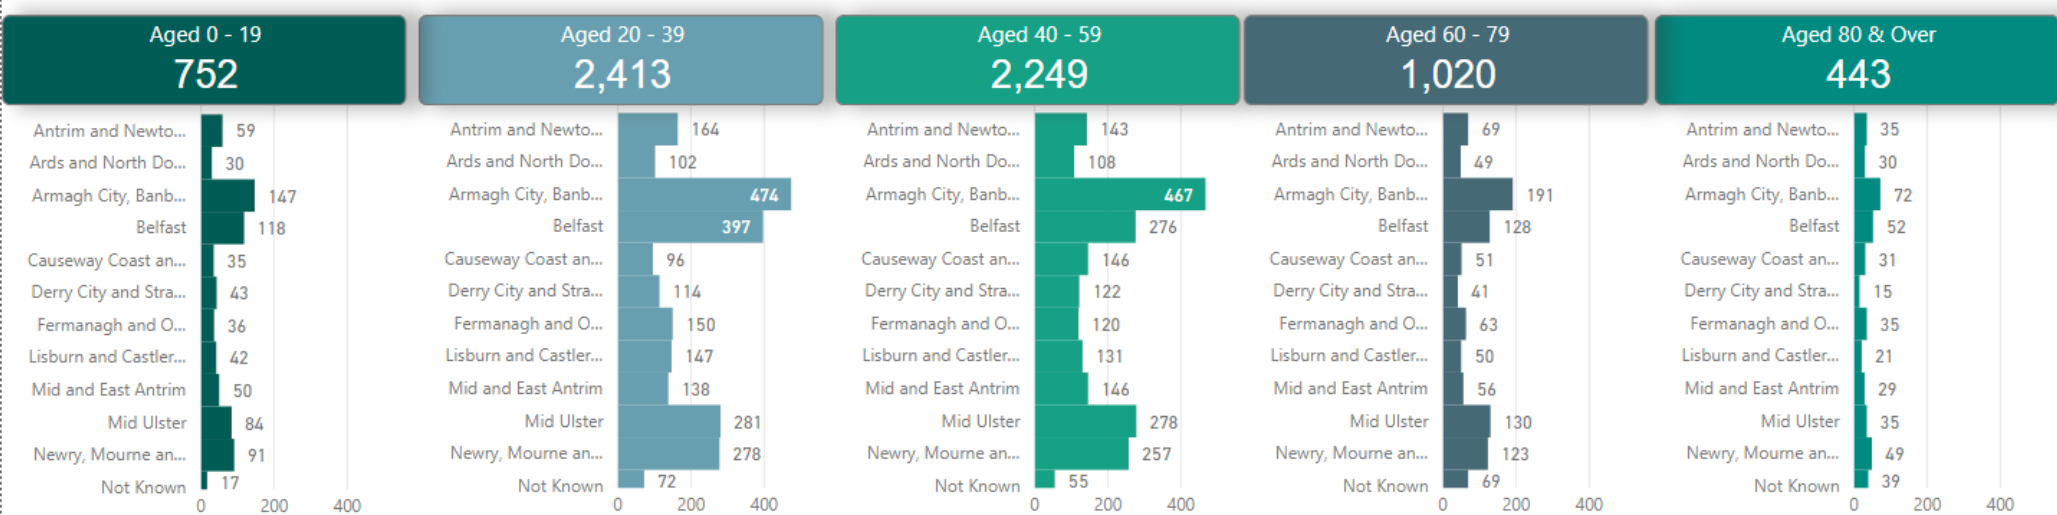 Aged 0 - 19
752
Antrim and Newto... 59
Ards and North Do... 30
Armagh City, Banb... 147
Belfast 118
Causeway Coast an... 35
Derry City and Stra... 43
Fermanagh and O... 36
Lisburn and Castler... 42
Mid and East Antrim 50
Mid Ulster 84
Newry, Mourne an... 91
Not Known 17
0 200 400
Aged 20 - 39
2,413
Antrim and Newto... 164
Ards and North Do... 102
Armagh City, Banb... 474
Belfast 397
Causeway Coast an... 96
Derry City and Stra... 114
Fermanagh and O... 150
Lisburn and Castler... 147
Mid and East Antrim 138
Mid Ulster 281
Newry, Mourne an... 278
Not Known 72
0 200 400
Aged 40 - 59
2,249
Antrim and Newto... 143
Ards and North Do... 108
Armagh City, Banb... 467
Belfast 276
Causeway Coast an... 146
Derry City and Stra... 122
Fermanagh and O... 120
Lisburn and Castler... 131
Mid and East Antrim 146
Mid Ulster 278
Newry, Mourne an... 257
Not Known 55
0 200 400
Aged 60 - 79
1,020
Antrim and Newto... 69
Ards and North Do... 49
Armagh City, Banb... 191
Belfast 128
Causeway Coast an... 51
Derry City and Stra... 41
Fermanagh and O... 63
Lisburn and Castler... 50
Mid and East Antrim 56
Mid Ulster 130
Newry, Mourne an... 123
Not Known 69
0 200 400
Aged 80 & Over
443
Antrim and Newto... 35
Ards and North Do... 30
Armagh City, Banb... 72
Belfast 52
Causeway Coast an... 31
Derry City and Stra... 15
Fermanagh and O... 35
Lisburn and Castler... 21
Mid and East Antrim 29
Mid Ulster 35
Newry, Mourne an... 49
Not Known 39
0 200 400